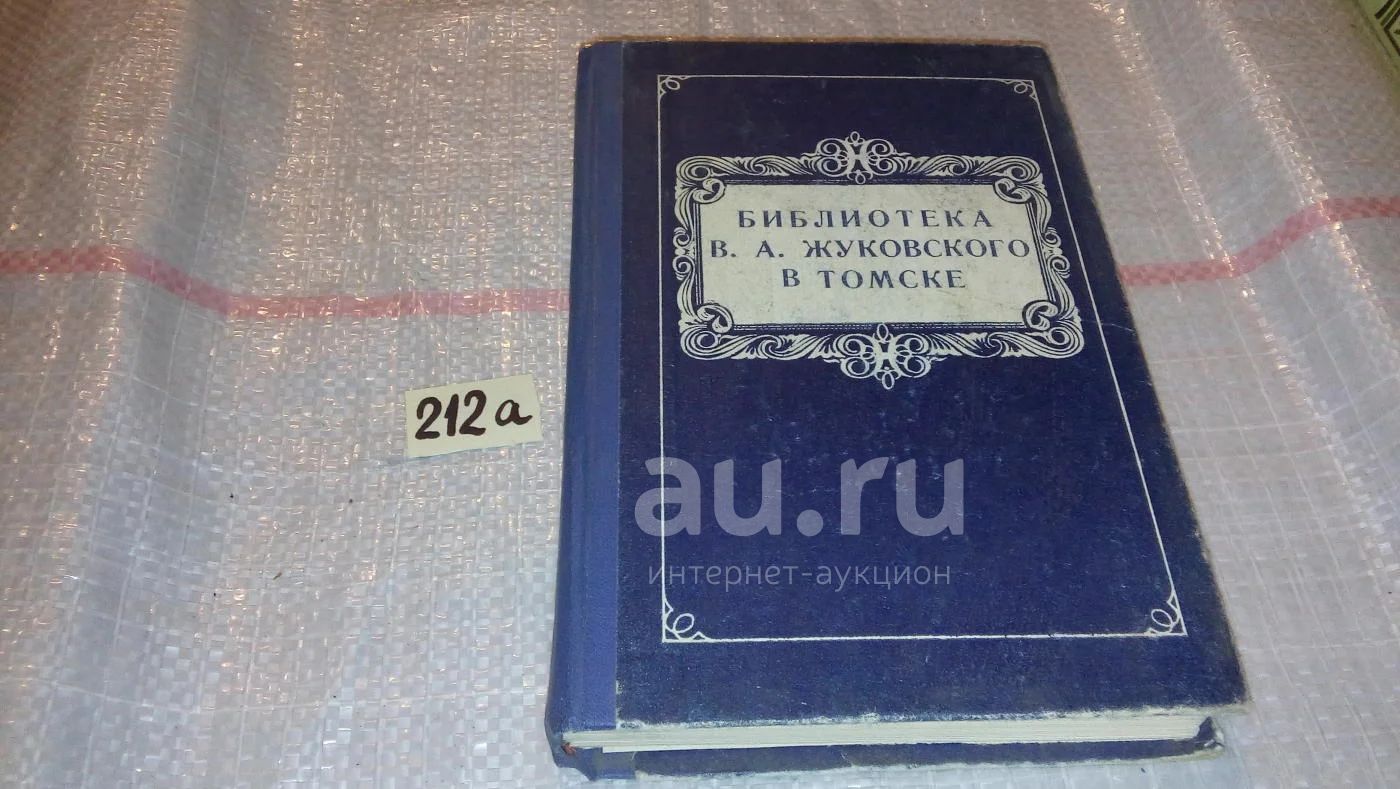 БИБЛИОТЕКА
В. А. ЖУКОВСКОГО
В ТОМСКЕ
212а
au.ru
интернет-аукцион